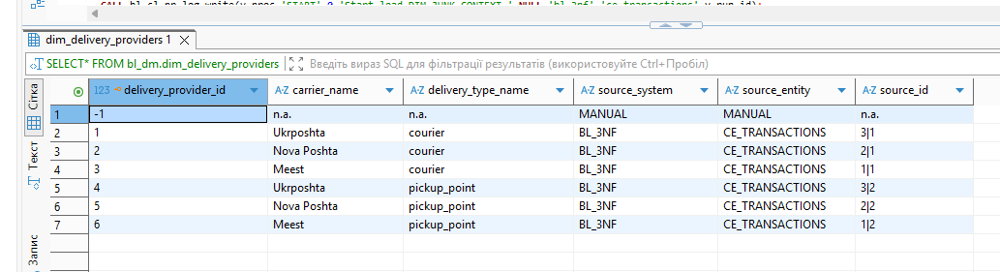 CALL bl_cl.pp_log_write(v_proc,'START',0,'Start load DIM_JUNK_CONTEXT.',NULL,'bl_3nf','ce_transactions',v_run_id);
dim_delivery_providers 1
SELECT* FROM bl_dm.dim_delivery_providers Введіть вираз SQL для фільтрації результатів (використовуйте Ctrl+Пробіл)
Сітка
Текст
Запис
123 delivery_provider_id A-Z carrier_name A-Z delivery_type_name A-Z source_system A-Z source_entity A-Z source_id
1 -1 n.a. n.a. MANUAL MANUAL n.a.
2 1 Ukrposhta courier BL_3NF CE_TRANSACTIONS 3|1
3 2 Nova Poshta courier BL_3NF CE_TRANSACTIONS 2|1
4 3 Meest courier BL_3NF CE_TRANSACTIONS 1|1
5 4 Ukrposhta pickup_point BL_3NF CE_TRANSACTIONS 3|2
6 5 Nova Poshta pickup_point BL_3NF CE_TRANSACTIONS 2|2
7 6 Meest pickup_point BL_3NF CE_TRANSACTIONS 1|2